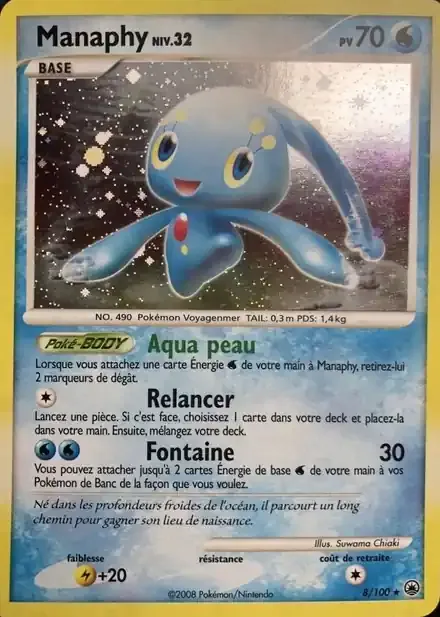 Manaphy NIV.32 PV 70
BASE
NO. 490 Pokémon Voyagenmer TAIL: 0,3 m PDS: 1,4 kg
Poké-BODY Aqua peau
Lorsque vous attachez une carte Énergie de votre main à Manaphy, retirez-lui
2 marqueurs de dégât.
Relancer
Lancez une pièce. Si c'est face, choisissez 1 carte dans votre deck et placez-la
dans votre main. Ensuite, mélangez votre deck.
Fontaine 30
Vous pouvez attacher jusqu'à 2 cartes Énergie de base de votre main à vos
Pokémon de Banc de la façon que vous voulez.
Né dans les profondeurs froides de l'océan, il parcourt un long
chemin pour gagner son lieu de naissance.
Illus. Suwama Chiaki
faiblesse résistance coût de retraite
+20
©2008 Pokémon/Nintendo 8/100 ★